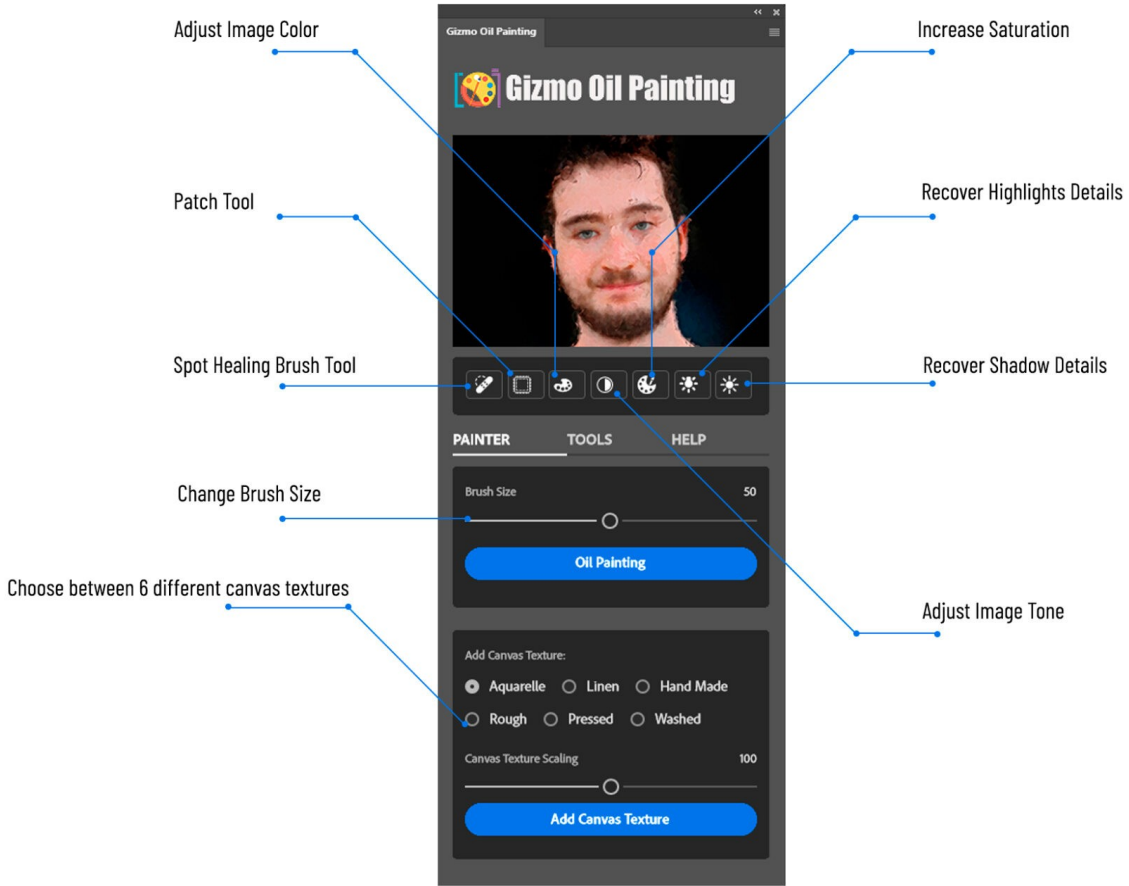 Adjust Image Color
Increase Saturation
Gizmo Oil Painting
Gizmo Oil Painting
Patch Tool
Recover Highlights Details
Spot Healing Brush Tool
Recover Shadow Details
PAINTER TOOLS HELP
Change Brush Size
Brush Size 50
Oil Painting
Choose between 6 different canvas textures
Adjust Image Tone
Add Canvas Texture:
Aquarelle Linen Hand Made
Rough Pressed Washed
Canvas Texture Scaling 100
Add Canvas Texture